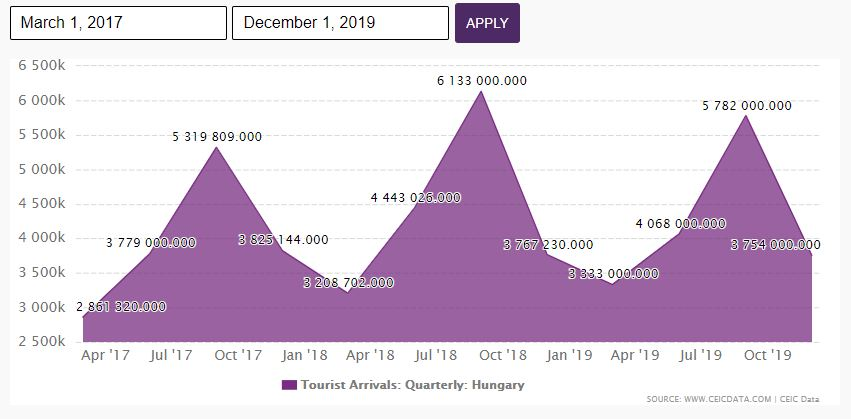 March 1, 2017 December 1, 2019 APPLY
6 500k
6 000k
5 500k
5 000k
4 500k
4 000k
3 500k
3 000k
2 500k
2 861 320.000
3 779 000.000
5 319 809.000
3 825 144.000
3 208 702.000
4 443 026.000
6 133 000.000
3 767 230.000
3 333 000.000
4 068 000.000
5 782 000.000
3 754 000.000
Apr '17 Jul '17 Oct '17 Jan '18 Apr '18 Jul '18 Oct '18 Jan '19 Apr '19 Jul '19 Oct '19
Tourist Arrivals: Quarterly: Hungary
SOURCE: WWW.CEICDATA.COM | CEIC Data